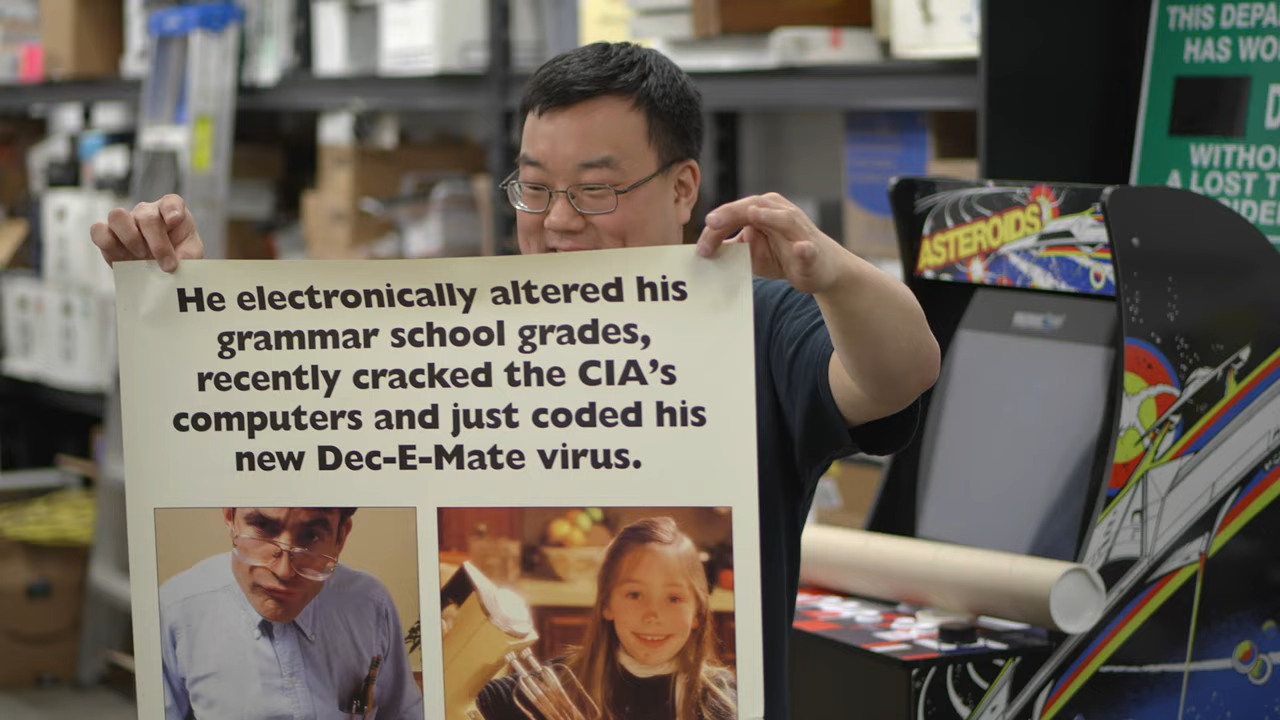 He electronically altered his
grammar school grades,
recently cracked the CIA's
computers and just coded his
new Dec-E-Mate virus.
THIS DEPA
HAS WO
D
WITHO
A LOST T
ASTEROIDS